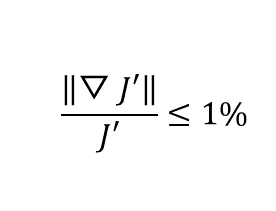 ‖▽ J′‖
J′
≤ 1%